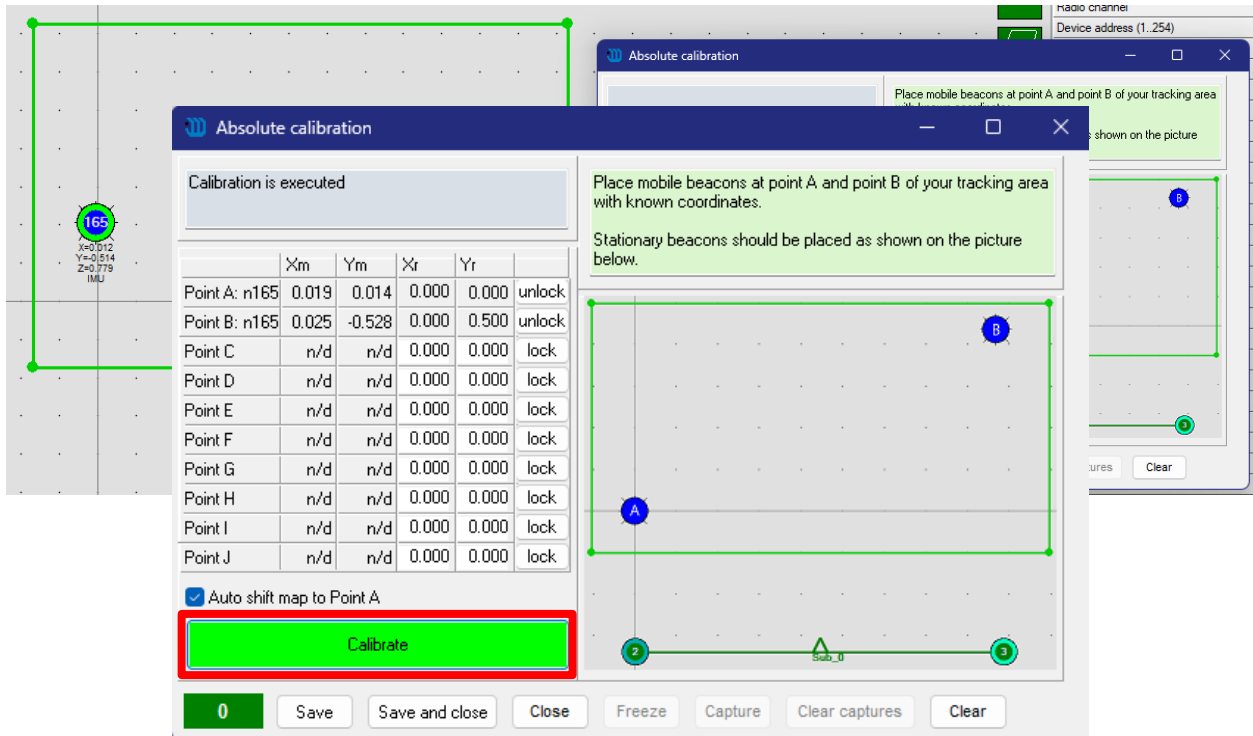 Radio channel
Device address (1..254)
Absolute calibration
Place mobile beacons at point A and point B of your tracking area
s shown on the picture
B
3
ures Clear
165
X=0.012
Y=-0.514
Z=0.779
IMU
Absolute calibration
Calibration is executed
Place mobile beacons at point A and point B of your tracking area
with known coordinates.
Stationary beacons should be placed as shown on the picture
below.
Xm Ym Xr Yr
Point A: n165 0.019 0.014 0.000 0.000 unlock
Point B: n165 0.025 -0.528 0.000 0.500 unlock
Point C n/d n/d 0.000 0.000 lock
Point D n/d n/d 0.000 0.000 lock
Point E n/d n/d 0.000 0.000 lock
Point F n/d n/d 0.000 0.000 lock
Point G n/d n/d 0.000 0.000 lock
Point H n/d n/d 0.000 0.000 lock
Point I n/d n/d 0.000 0.000 lock
Point J n/d n/d 0.000 0.000 lock
Auto shift map to Point A
Calibrate
B
A
2
Sub_0
3
0 Save Save and close Close Freeze Capture Clear captures Clear